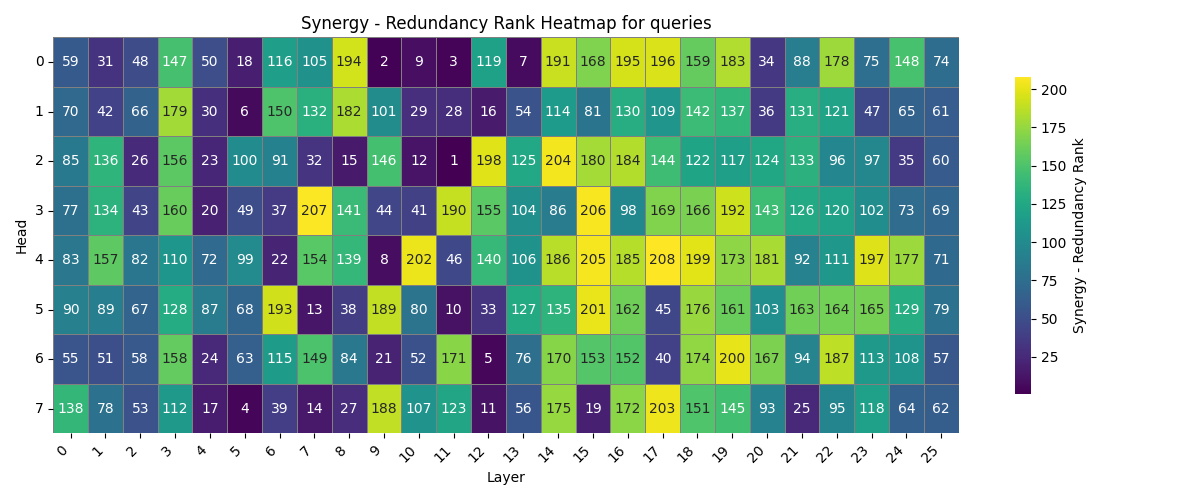 Synergy - Redundancy Rank Heatmap for queries
0 59 31 48 147 50 18 116 105 194 2 9 3 119 7 191 168 195 196 159 183 34 88 178 75 148 74
1 70 42 66 179 30 6 150 132 182 101 29 28 16 54 114 81 130 109 142 137 36 131 121 47 65 61
2 85 136 26 156 23 100 91 32 15 146 12 1 198 125 204 180 184 144 122 117 124 133 96 97 35 60
3 77 134 43 160 20 49 37 207 141 44 41 190 155 104 86 206 98 169 166 192 143 126 120 102 73 69
4 83 157 82 110 72 99 22 154 139 8 202 46 140 106 186 205 185 208 199 173 181 92 111 197 177 71
5 90 89 67 128 87 68 193 13 38 189 80 10 33 127 135 201 162 45 176 161 103 163 164 165 129 79
6 55 51 58 158 24 63 115 149 84 21 52 171 5 76 170 153 152 40 174 200 167 94 187 113 108 57
7 138 78 53 112 17 4 39 14 27 188 107 123 11 56 175 19 172 203 151 145 93 25 95 118 64 62
0 1 2 3 4 5 6 7 8 9 10 11 12 13 14 15 16 17 18 19 20 21 22 23 24 25
Layer
Head
200
175
150
125
100
75
50
25
Synergy - Redundancy Rank